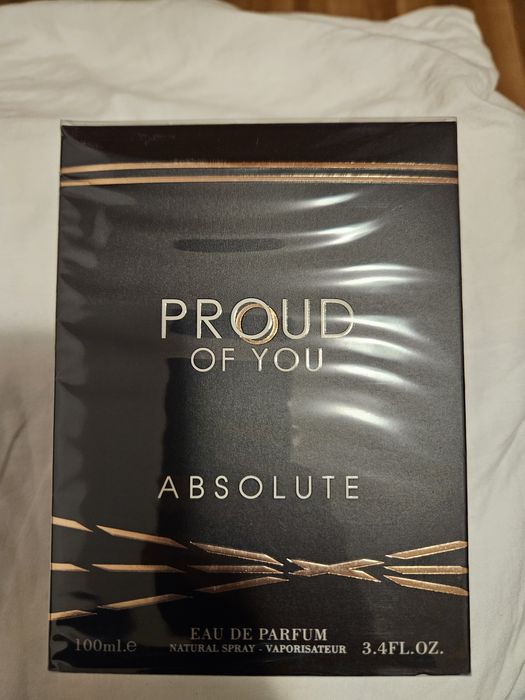 PROUD
OF YOU
ABSOLUTE
EAU DE PARFUM
100ml.e NATURAL SPRAY - VAPORISATEUR 3.4FL.OZ.